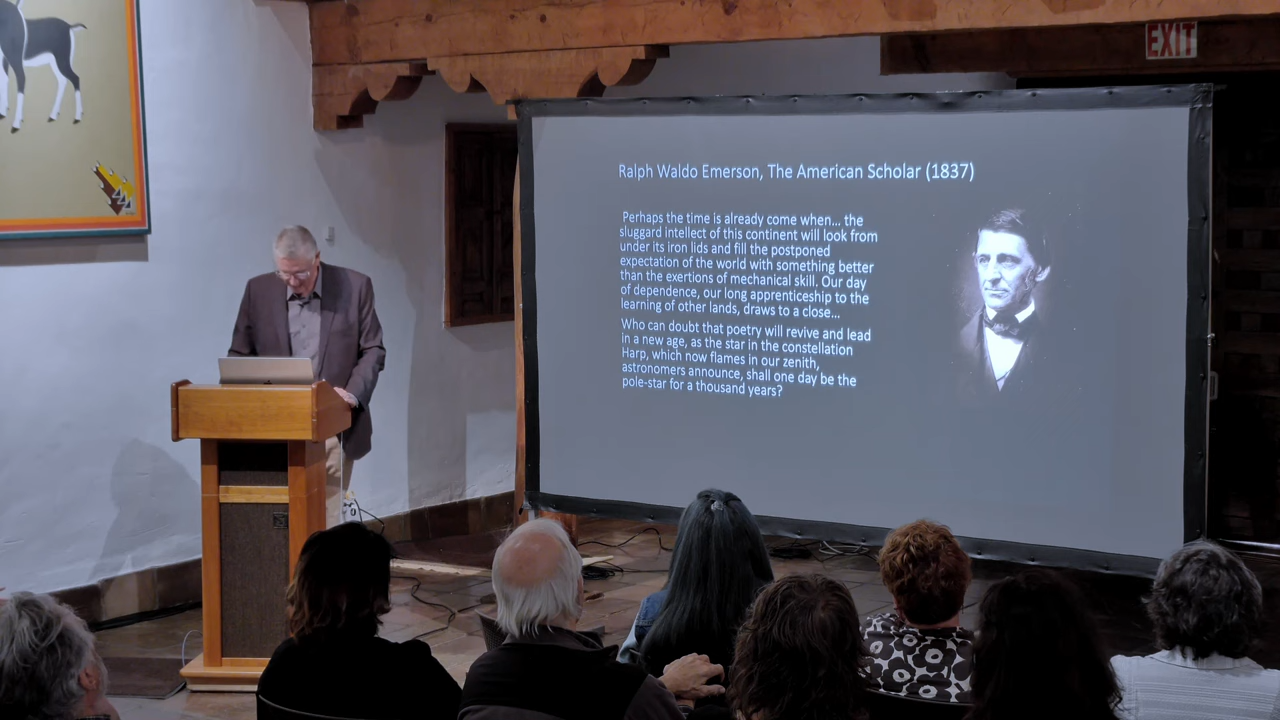 EXIT
Ralph Waldo Emerson, The American Scholar (1837)
Perhaps the time is already come when... the
sluggard intellect of this continent will look from
under its iron lids and fill the postponed
expectation of the world with something better
than the exertions of mechanical skill. Our day
of dependence, our long apprenticeship to the
learning of other lands, draws to a close...
Who can doubt that poetry will revive and lead
in a new age, as the star in the constellation
Harp, which now flames in our zenith,
astronomers announce, shall one day be the
pole-star for a thousand years?